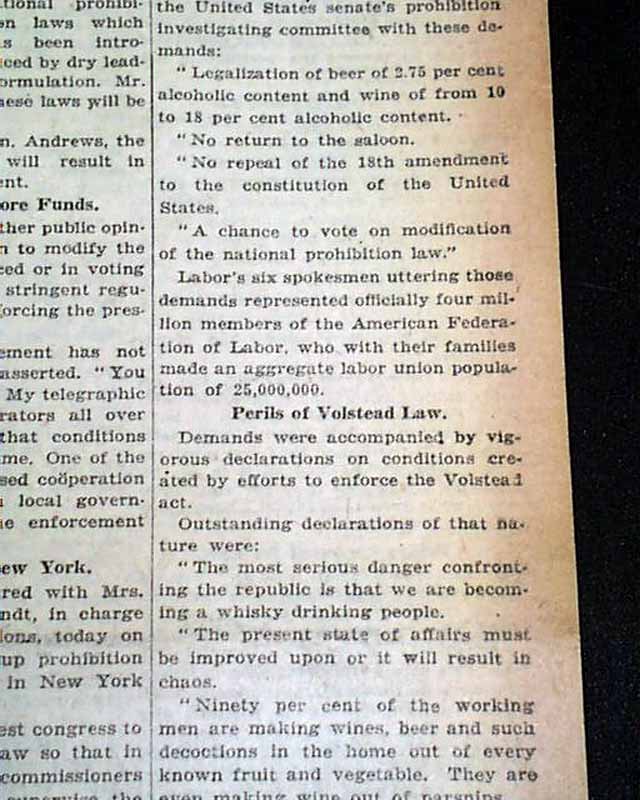 tional prohibi-
en laws which
s been intro-
ced by dry lead-
ormulation. Mr.
hese laws will be
n. Andrews, the
will result in
ent.
ore Funds.
ther public opin-
n to modify the
ced or in voting
stringent regu-
forcing the pres-
ement has not
asserted. "You
My telegraphic
rators all over
that conditions
me. One of the
sed coöperation
local govern-
e enforcement
ew York.
red with Mrs.
ndt, in charge
ions, today on
up prohibition
in New York
est congress to
aw so that in
commissioners
supervise the
the United States senate's prohibition
investigating committee with these de-
mands:
"Legalization of beer of 2.75 per cent
alcoholic content and wine of from 10
to 18 per cent alcoholic content.
"No return to the saloon.
"No repeal of the 18th amendment
to the constitution of the United
States.
"A chance to vote on modification
of the national prohibition law."
Labor's six spokesmen uttering those
demands represented officially four mil-
lion members of the American Federa-
tion of Labor, who with their families
made an aggregate labor union popula-
tion of 25,000,000.
Perils of Volstead Law.
Demands were accompanied by vig-
orous declarations on conditions cre-
ated by efforts to enforce the Volstead
act.
Outstanding declarations of that na-
ture were:
"The most serious danger confront-
ing the republic is that we are becom-
ing a whisky drinking people.
"The present state of affairs must
be improved upon or it will result in
chaos.
"Ninety per cent of the working
men are making wines, beer and such
decoctions in the home out of every
known fruit and vegetable. They are
even making wine out of parsnips